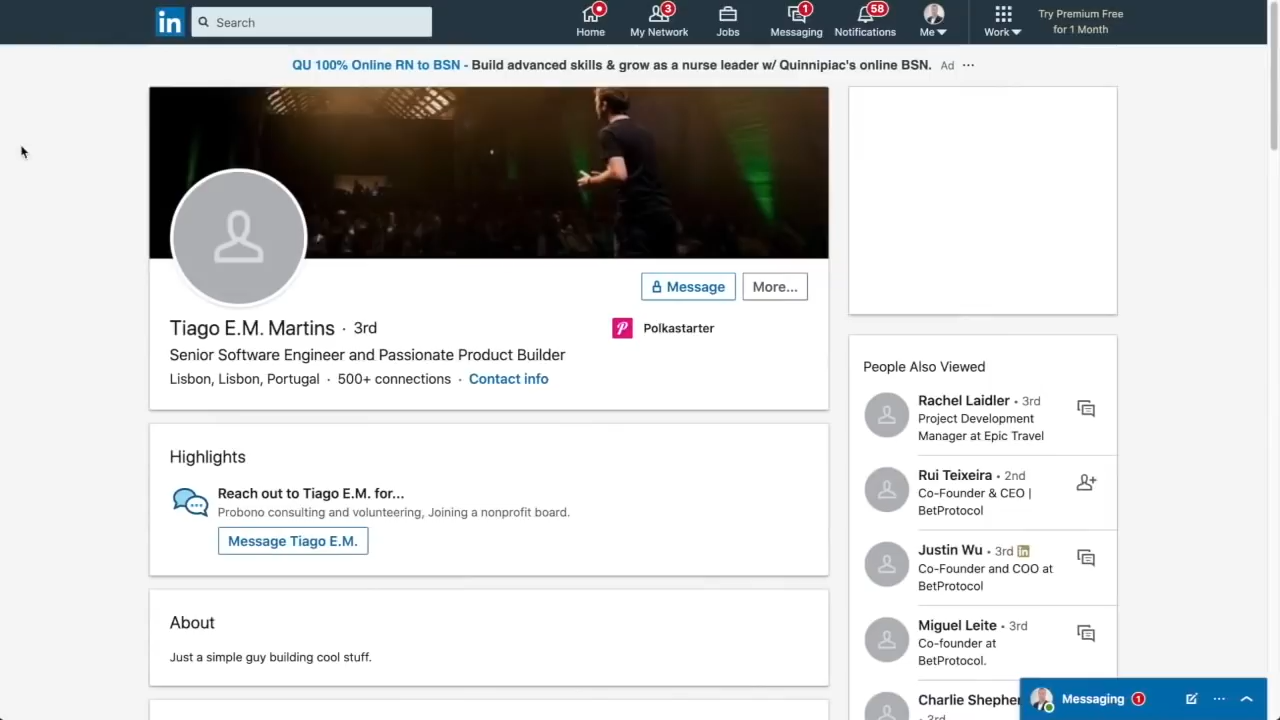 in
Search
Home
3
My Network
Jobs
1
Messaging
58
Notifications
Me
Work
Try Premium Free
for 1 Month
QU 100% Online RN to BSN - Build advanced skills & grow as a nurse leader w/ Quinnipiac's online BSN. Ad ···
Message
More...
Tiago E.M. Martins · 3rd
Polkastarter
Senior Software Engineer and Passionate Product Builder
Lisbon, Lisbon, Portugal · 500+ connections · Contact info
Highlights
Reach out to Tiago E.M. for...
Probono consulting and volunteering, Joining a nonprofit board.
Message Tiago E.M.
About
Just a simple guy building cool stuff.
People Also Viewed
Rachel Laidler • 3rd
Project Development
Manager at Epic Travel
Rui Teixeira • 2nd
Co-Founder & CEO |
BetProtocol
Justin Wu • 3rd in
Co-Founder and COO at
BetProtocol
Miguel Leite • 3rd
Co-founder at
BetProtocol.
Charlie Shepher
Messaging 1